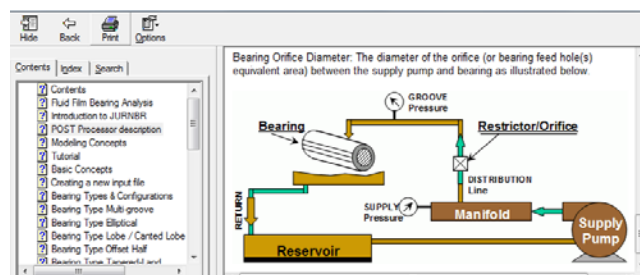 Hide Back Print Options
Contents Index Search
Contents
Fluid Film Bearing Analysis
Introduction to JURNBR
POST Processor description
Modeling Concepts
Tutorial
Basic Concepts
Creating a new input file
Bearing Types & Configurations
Bearing Type Multi-groove
Bearing Type Elliptical
Bearing Type Lobe / Canted Lobe
Bearing Type Offset Half
Bearing Type Tapered-Land
Bearing Orifice Diameter: The diameter of the orifice (or bearing feed hole(s)
equivalent area) between the supply pump and bearing as illustrated below.
GROOVE
Pressure
Bearing
Restrictor/Orifice
DISTRIBUTION
Line
SUPPLY
Pressure
Manifold
RETURN
Supply
Pump
Reservoir